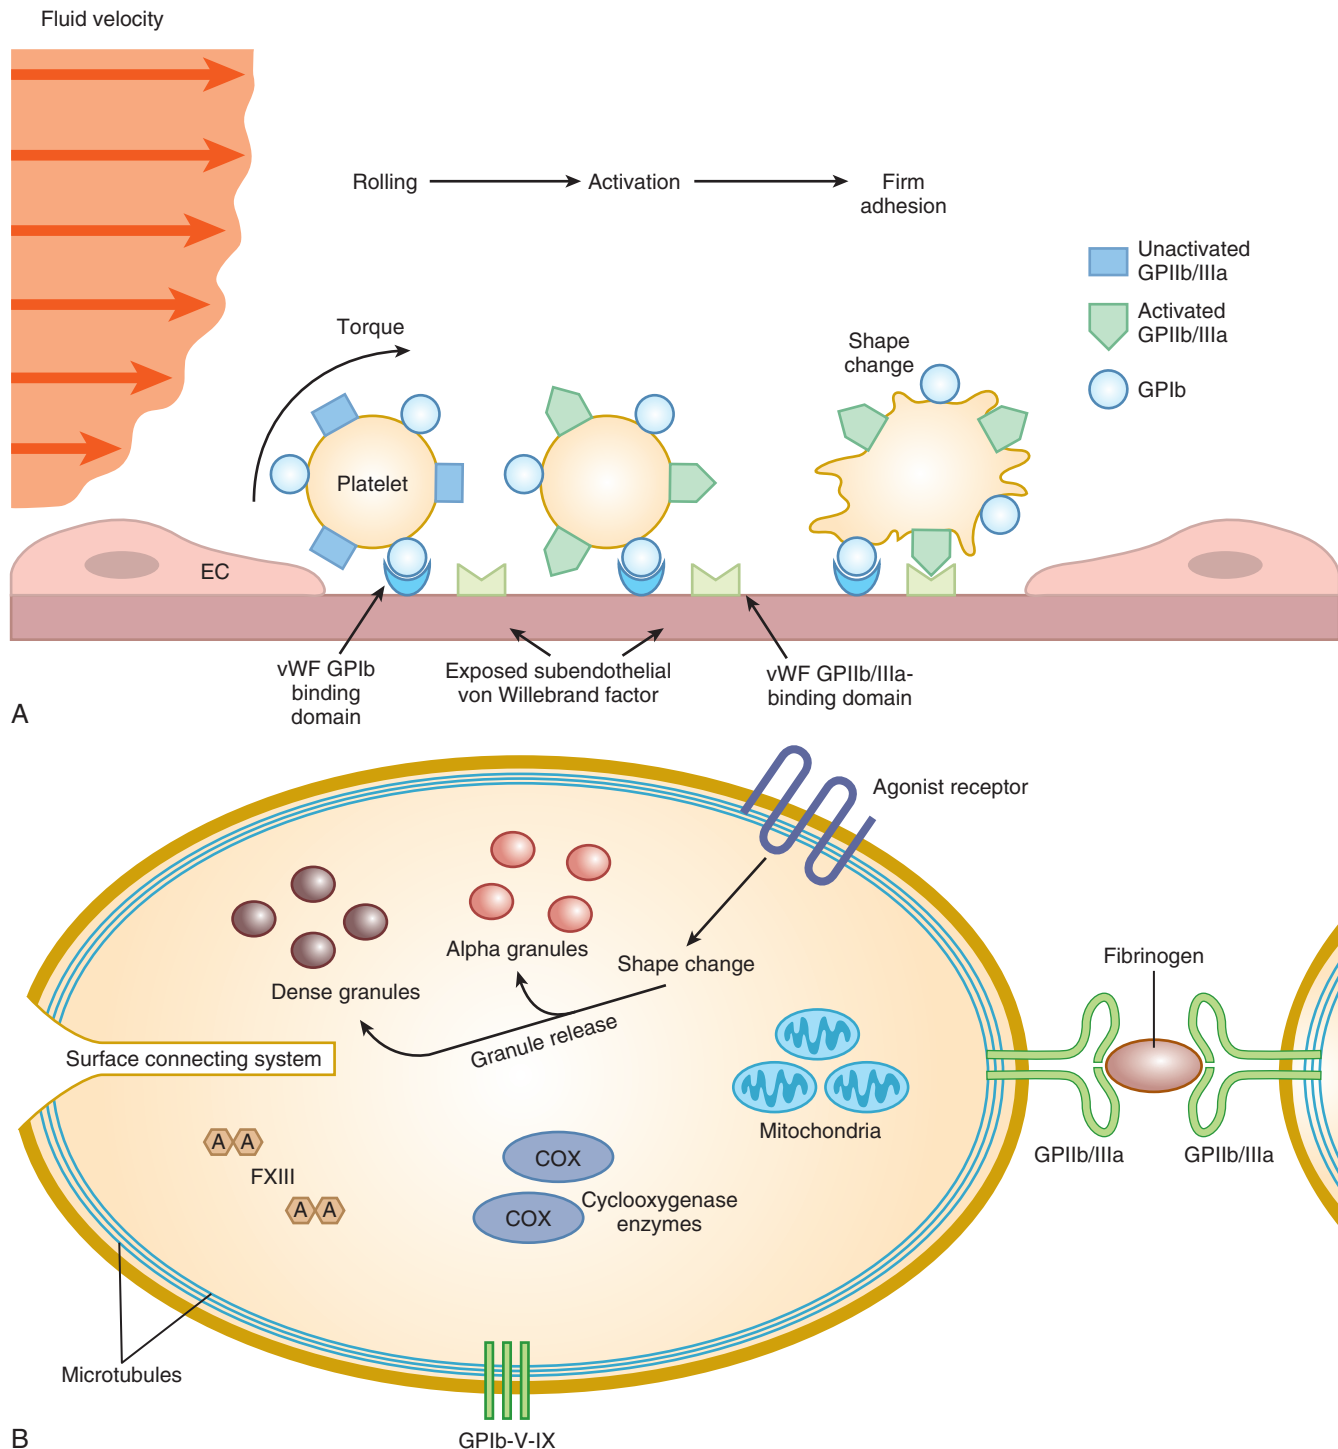 Fluid velocity
Rolling
Activation
Firm
adhesion
Unactivated
GPIIb/IIIa
Activated
GPIIb/IIIa
GPIb
Torque
Shape
change
Platelet
EC
vWF GPIb
binding
domain
Exposed subendothelial
von Willebrand factor
vWF GPIIb/IIIa-
binding domain
A
Agonist receptor
Alpha granules
Dense granules
Shape change
Granule release
Surface connecting system
Fibrinogen
Mitochondria
GPIIb/IIIa
GPIIb/IIIa
A A
FXIII
A A
COX
COX
Cyclooxygenase
enzymes
Microtubules
GPIb-V-IX
B